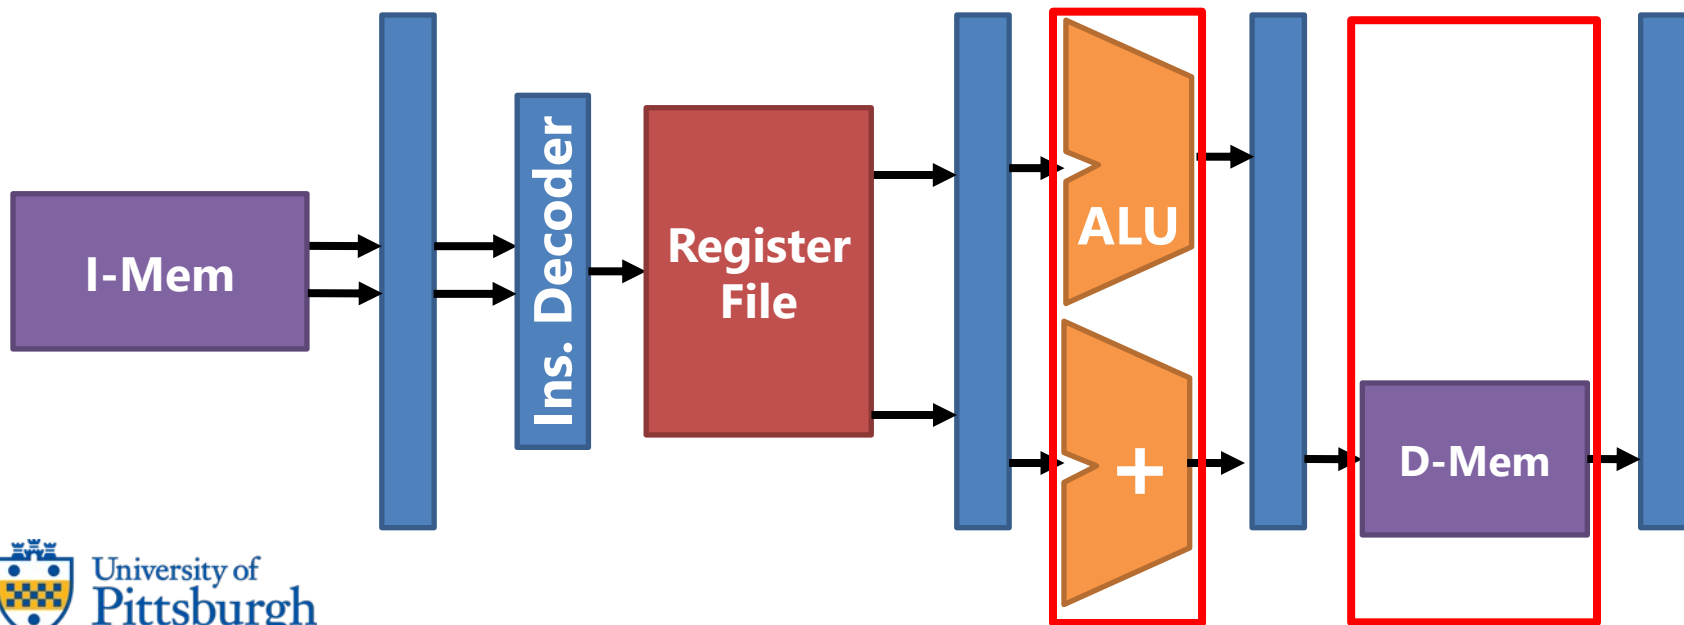 I-Mem
Ins. Decoder
Register
File
ALU
+
D-Mem
University of
Pittsburgh